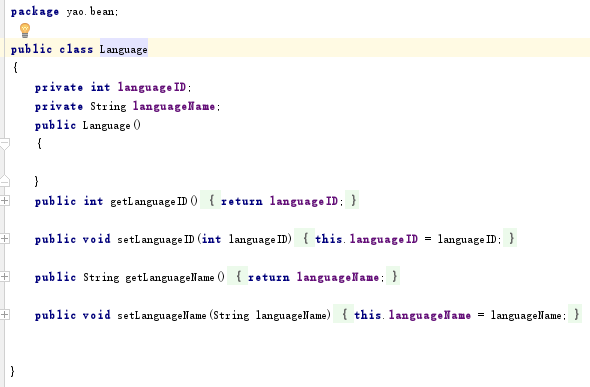 package yao.bean;
public class Language
{
private int languageID;
private String languageName;
public Language()
{
}
public int getLanguageID() { return languageID; }
public void setLanguageID(int languageID) { this.languageID = languageID; }
public String getLanguageName() { return languageName; }
public void setLanguageName(String languageName) { this.languageName = languageName; }
}